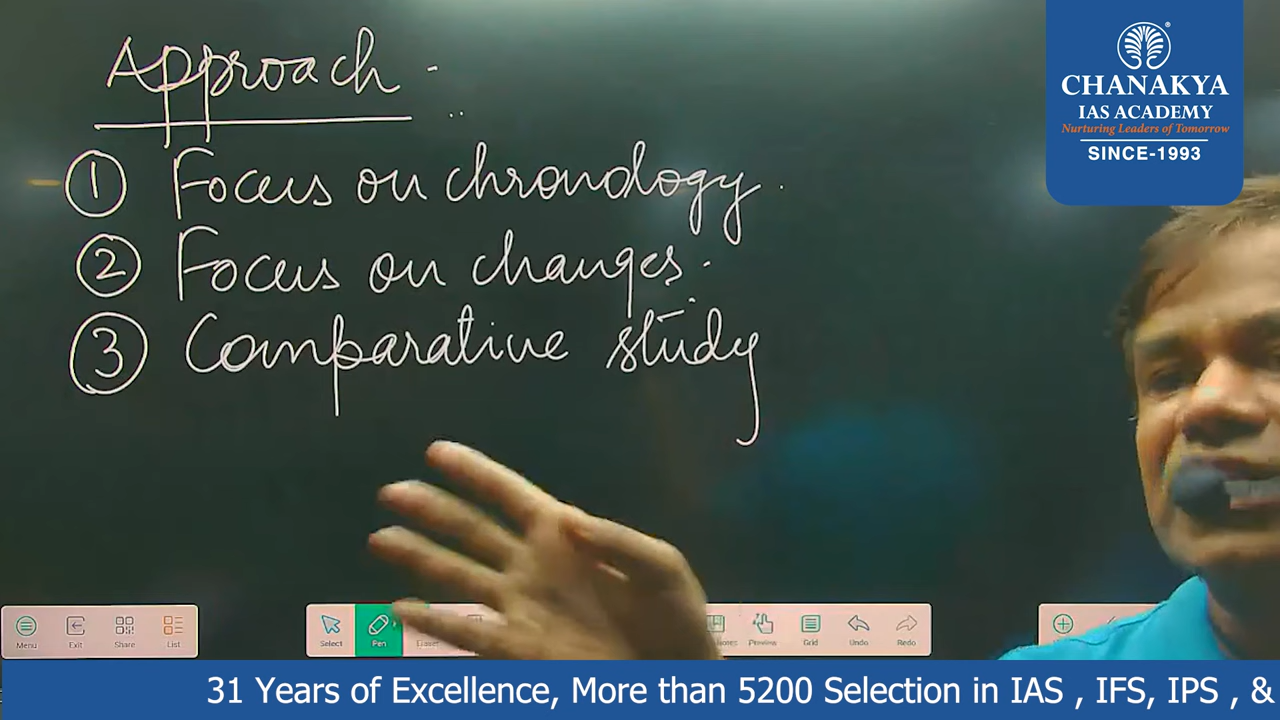 Approach :
① Focus on chronology.
② Focus on changes.
③ Comparative study
CHANAKYA
IAS ACADEMY
Nurturing Leaders of Tomorrow
SINCE-1993
Menu Exit Share List Select Pen Eraser Preview Grid Undo Redo
31 Years of Excellence, More than 5200 Selection in IAS , IFS, IPS , &